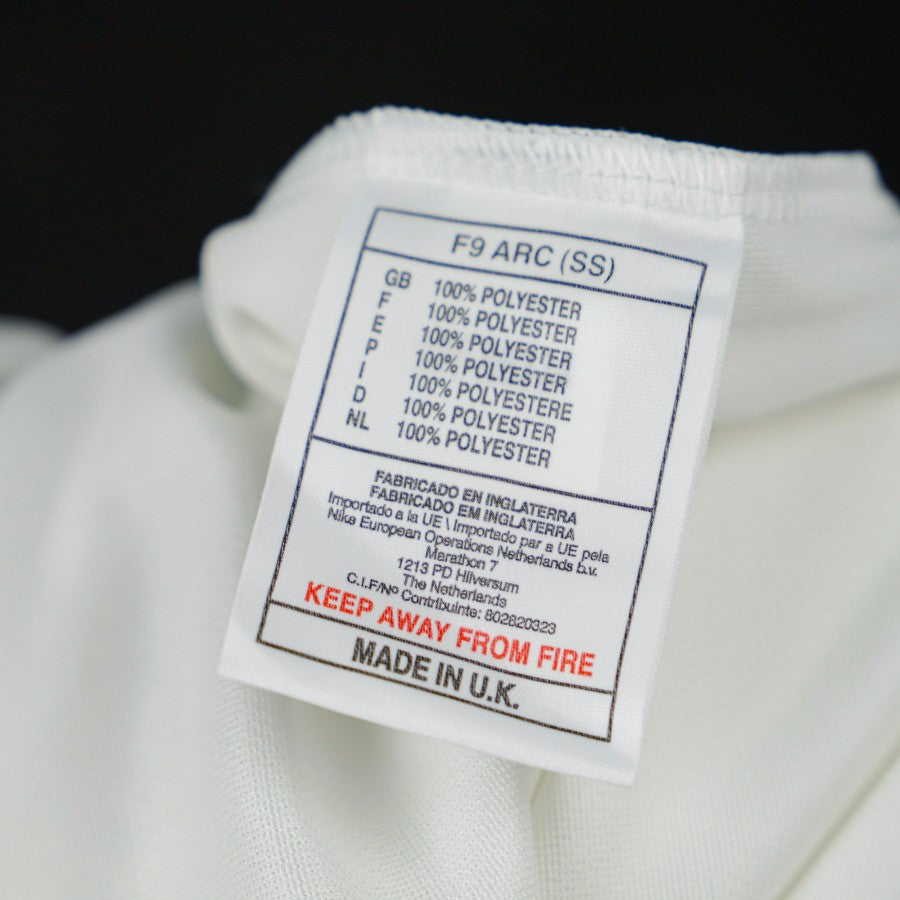 F9 ARC (SS)
GB 100% POLYESTER
F 100% POLYESTER
E 100% POLYESTER
P 100% POLYESTER
I 100% POLYESTERE
D 100% POLYESTER
NL 100% POLYESTER
FABRICADO EN INGLATERRA
FABRICADO EM INGLATERRA
Importado a la UE \ Importado par a UE pela
Nike European Operations Netherlands b.v.
Marathon 7
1213 PD Hilversum
The Netherlands
C.I.F/Nº Contribuinte: 802820323
KEEP AWAY FROM FIRE
MADE IN U.K.